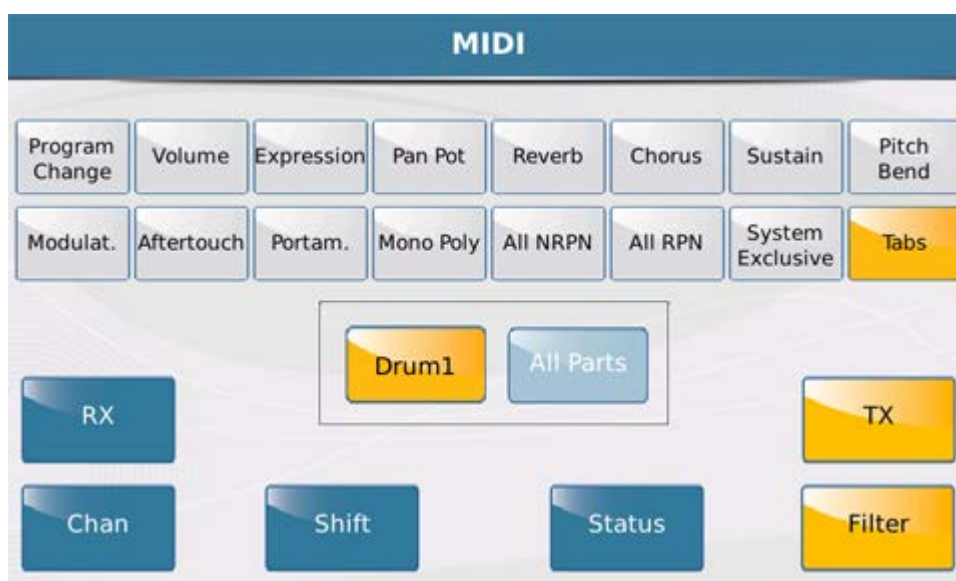 MIDI
Program
Change
Volume
Expression
Pan Pot
Reverb
Chorus
Sustain
Pitch
Bend
Modulat.
Aftertouch
Portam.
Mono Poly
All NRPN
All RPN
System
Exclusive
Tabs
Drum1
All Parts
RX
TX
Chan
Shift
Status
Filter